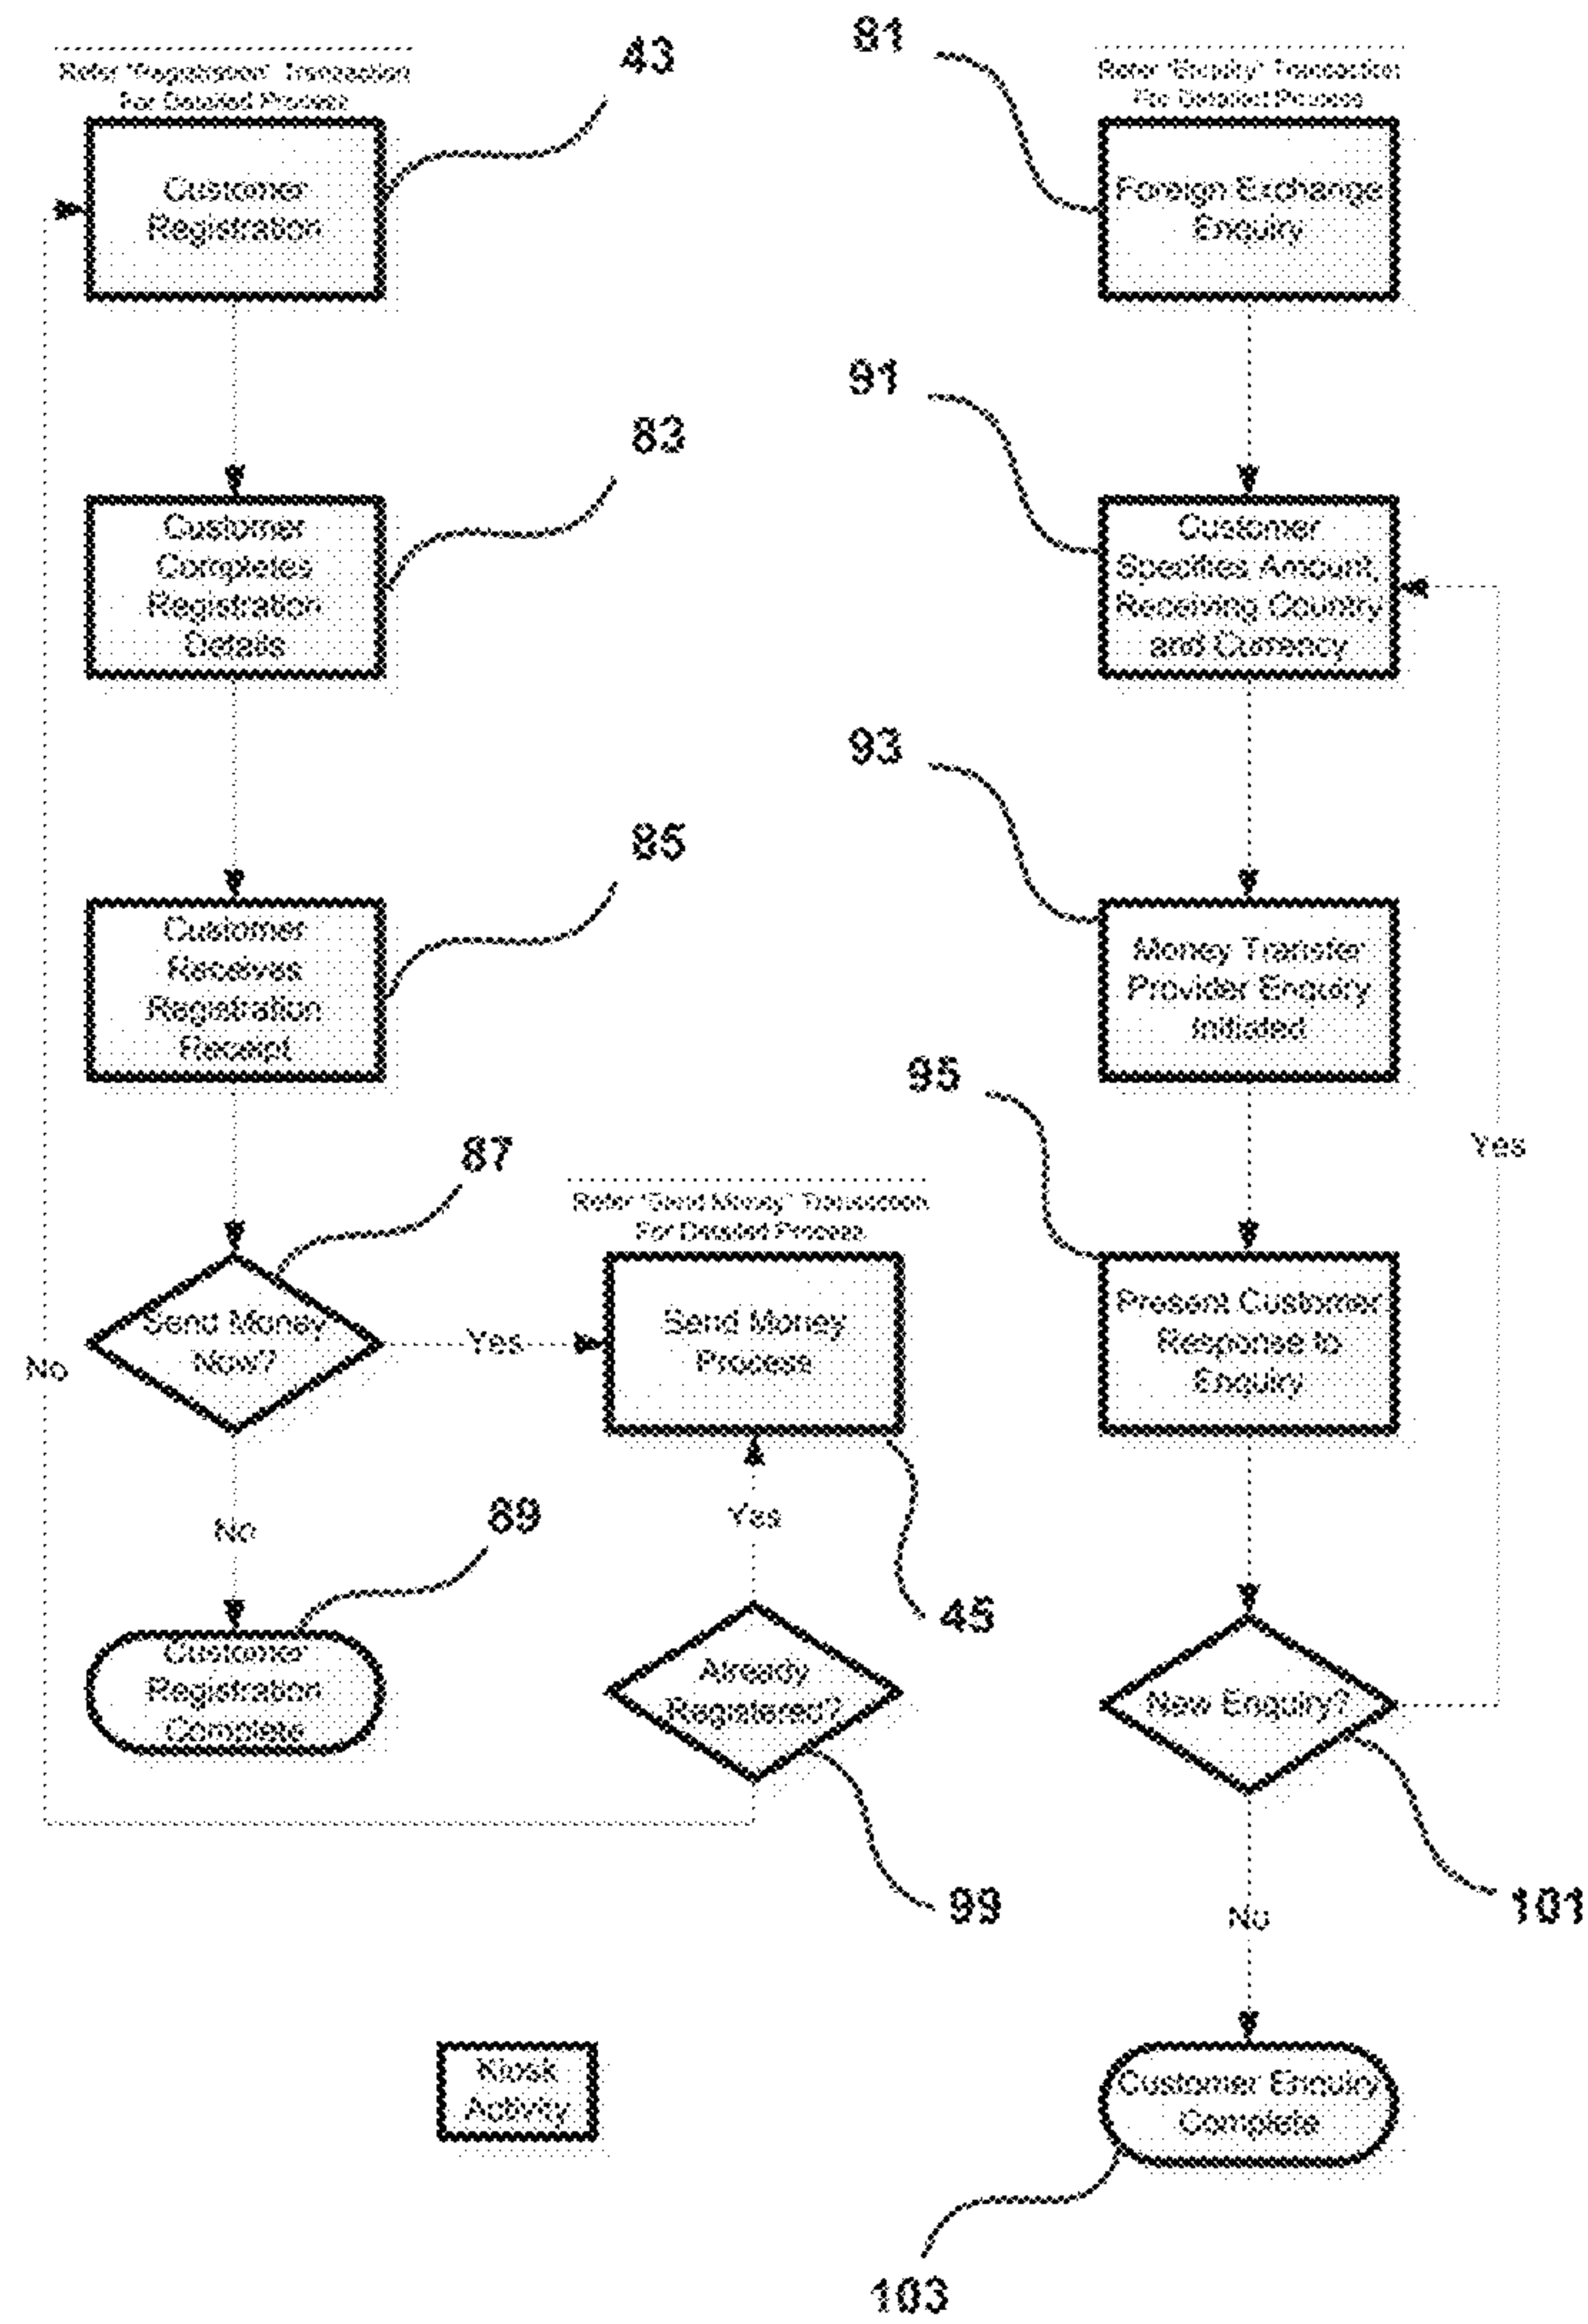 Refer "Registration" Transaction
For Detailed Process
43
Customer
Registration
83
Customer
Completes
Registration
Details
85
Customer
Receives
Registration
Receipt
87
Send Money
Now?
Yes
No
No
89
Customer
Registration
Complete
Refer "Send Money" Transaction
For Detailed Process
Send Money
Process
Yes
45
Already
Registered?
99
81
Refer "Enquiry" Transaction
For Detailed Process
Foreign Exchange
Enquiry
91
Customer
Specifies Amount,
Receiving Country
and Currency
93
Money Transfer
Provider Enquiry
Initiated
95
Yes
Present Customer
Response to
Enquiry
New Enquiry?
101
No
Customer Enquiry
Complete
103
Kiosk
Activity